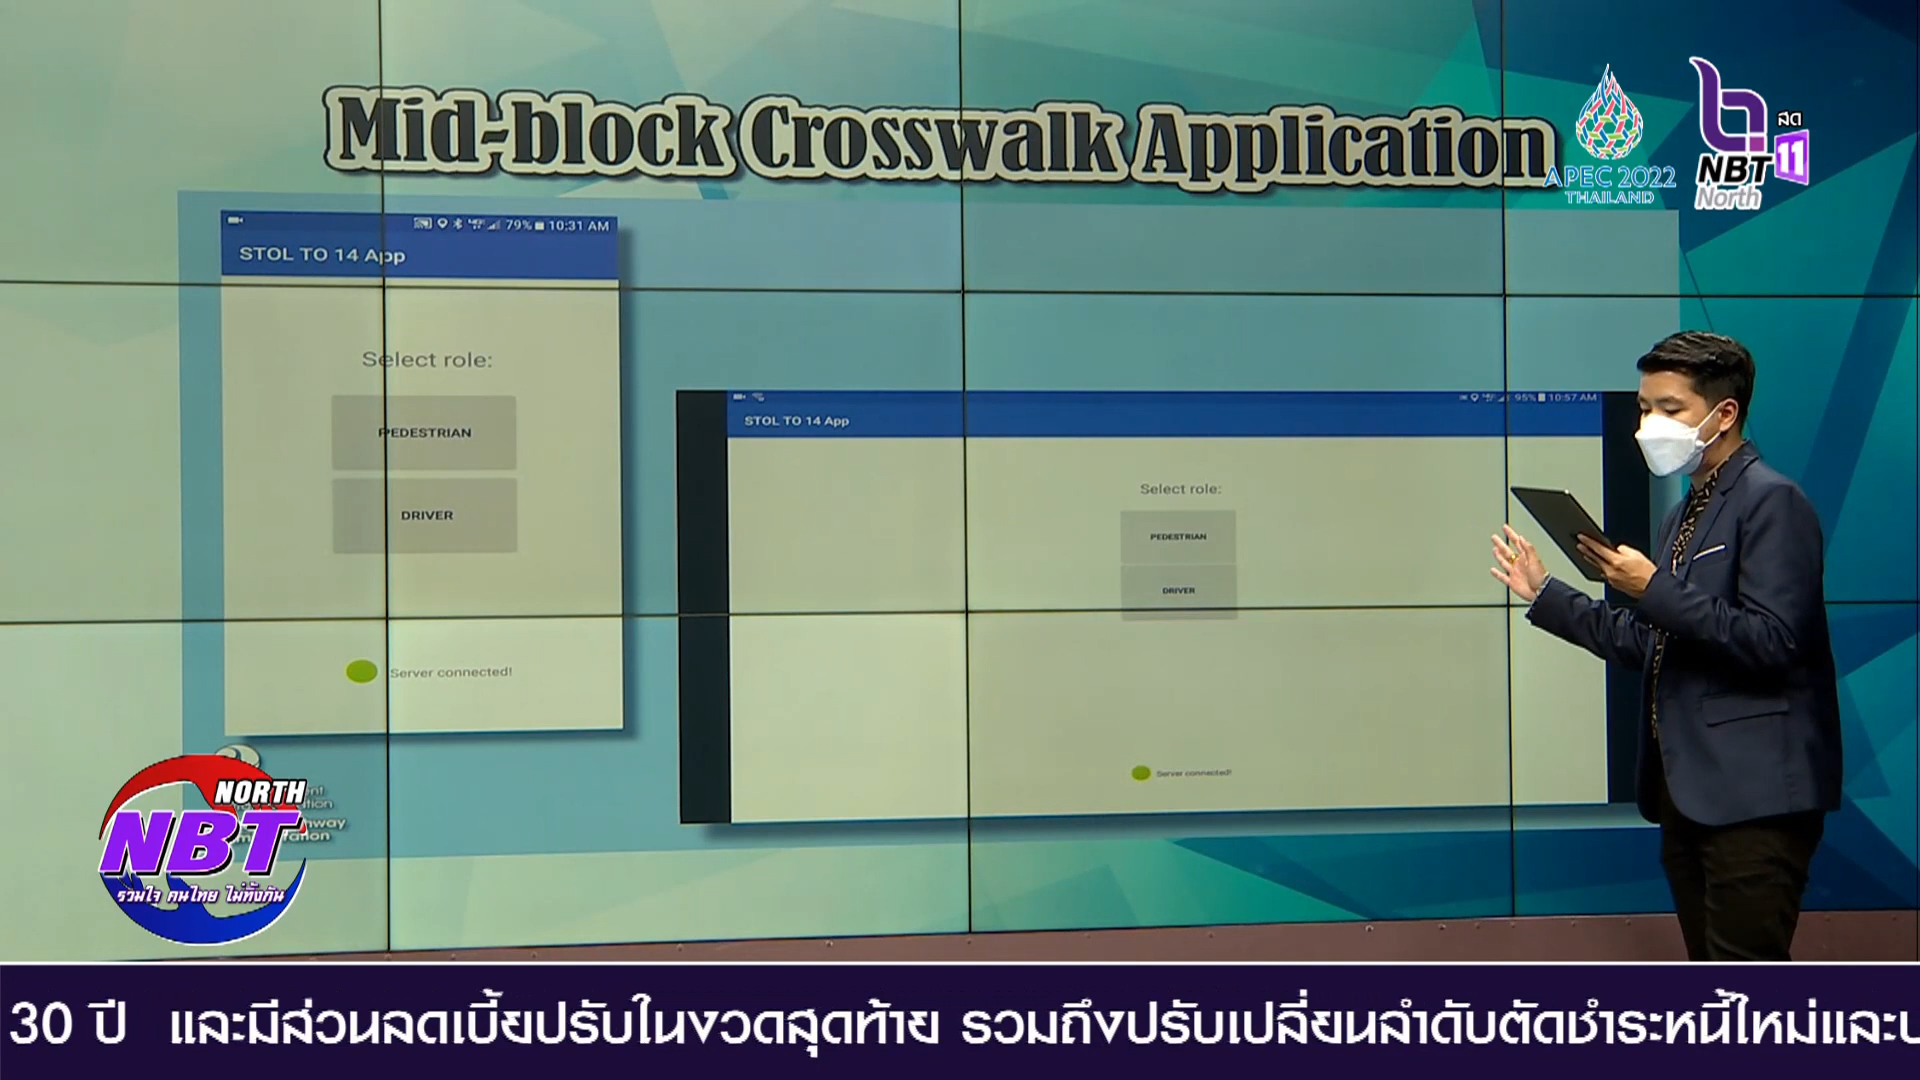 Mid-block Crosswalk Application
APEC 2022
THAILAND
สด
NBT 11
North
79% 10:31 AM
STOL TO 14 App
Select role:
PEDESTRIAN
DRIVER
Server connected!
95% 10:57 AM
STOL TO 14 App
Select role:
PEDESTRIAN
DRIVER
Server connected!
NORTH
NBT
รวมใจ คนไทย ไม่ทิ้งกัน
30 ปี และมีส่วนลดเบี้ยปรับในงวดสุดท้าย รวมถึงปรับเปลี่ยนลำดับตัดชำระหนี้ใหม่และ